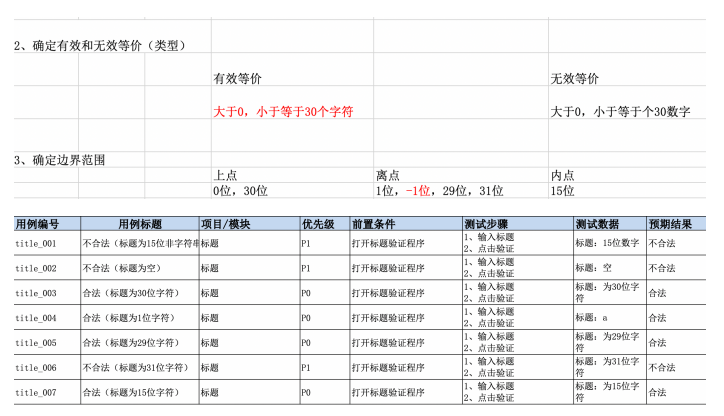 2、确定有效和无效等价（类型）
有效等价 无效等价
大于0，小于等于30个字符 大于0，小于等于个30数字
3、确定边界范围
上点 离点 内点
0位，30位 1位，-1位，29位，31位 15位
用例编号 用例标题 项目/模块 优先级 前置条件 测试步骤 测试数据 预期结果
title_001 不合法（标题为15位非字符串 标题 P1 打开标题验证程序 1、输入标题 2、点击验证 标题：15位数字 不合法
title_002 不合法（标题为空） 标题 P1 打开标题验证程序 1、输入标题 2、点击验证 标题：空 不合法
title_003 合法（标题为30位字符） 标题 P0 打开标题验证程序 1、输入标题 2、点击验证 标题：为30位字符 合法
title_004 合法（标题为1位字符） 标题 P0 打开标题验证程序 1、输入标题 2、点击验证 标题：a 合法
title_005 合法（标题为29位字符） 标题 P0 打开标题验证程序 1、输入标题 2、点击验证 标题：为29位字符 合法
title_006 不合法（标题为31位字符） 标题 P1 打开标题验证程序 1、输入标题 2、点击验证 标题：为31位字符 不合法
title_007 合法（标题为15位字符） 标题 P0 打开标题验证程序 1、输入标题 2、点击验证 标题：为15位字符 合法